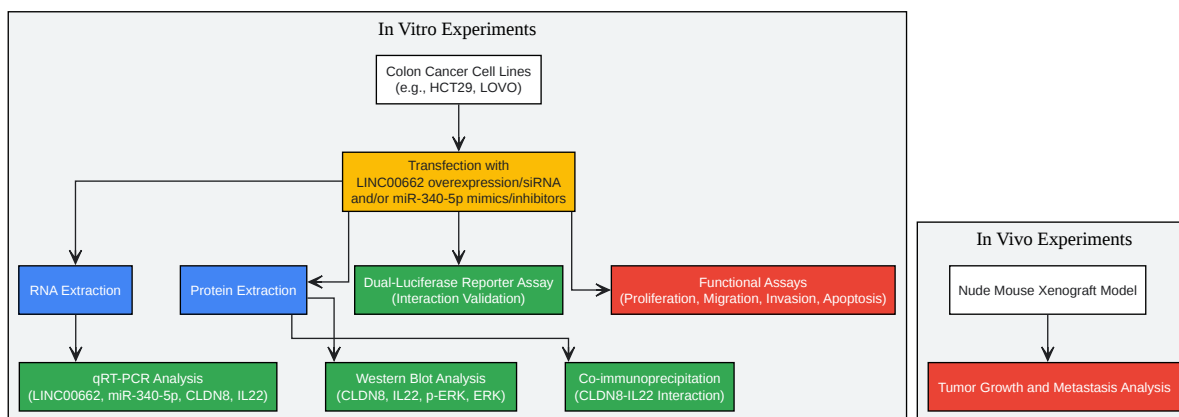 In Vitro Experiments
Colon Cancer Cell Lines
(e.g., HCT29, LOVO)
Transfection with
LINC00662 overexpression/siRNA
and/or miR-340-5p mimics/inhibitors
RNA Extraction
Protein Extraction
Dual-Luciferase Reporter Assay
(Interaction Validation)
Functional Assays
(Proliferation, Migration, Invasion, Apoptosis)
qRT-PCR Analysis
(LINC00662, miR-340-5p, CLDN8, IL22)
Western Blot Analysis
(CLDN8, IL22, p-ERK, ERK)
Co-immunoprecipitation
(CLDN8-IL22 Interaction)
In Vivo Experiments
Nude Mouse Xenograft Model
Tumor Growth and Metastasis Analysis